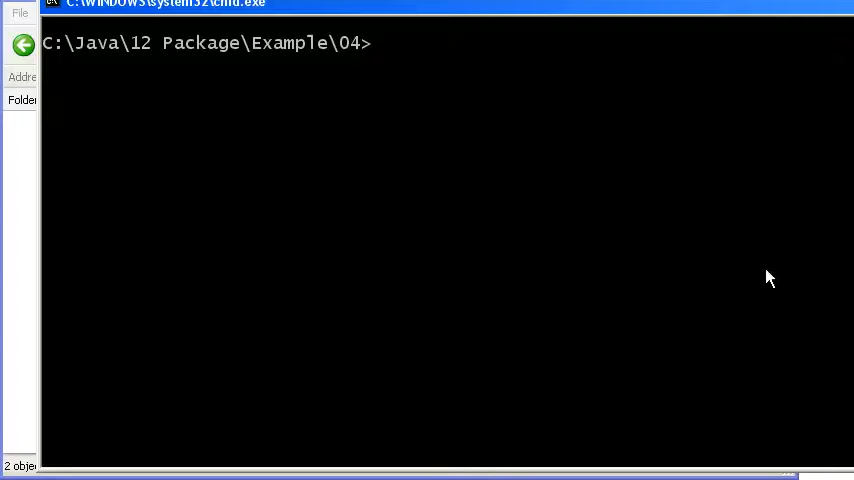 C:\WINDOWS\system32\cmd.exe
File
C:\Java\12 Package\Example\04>
Addre
Folder
2 obje